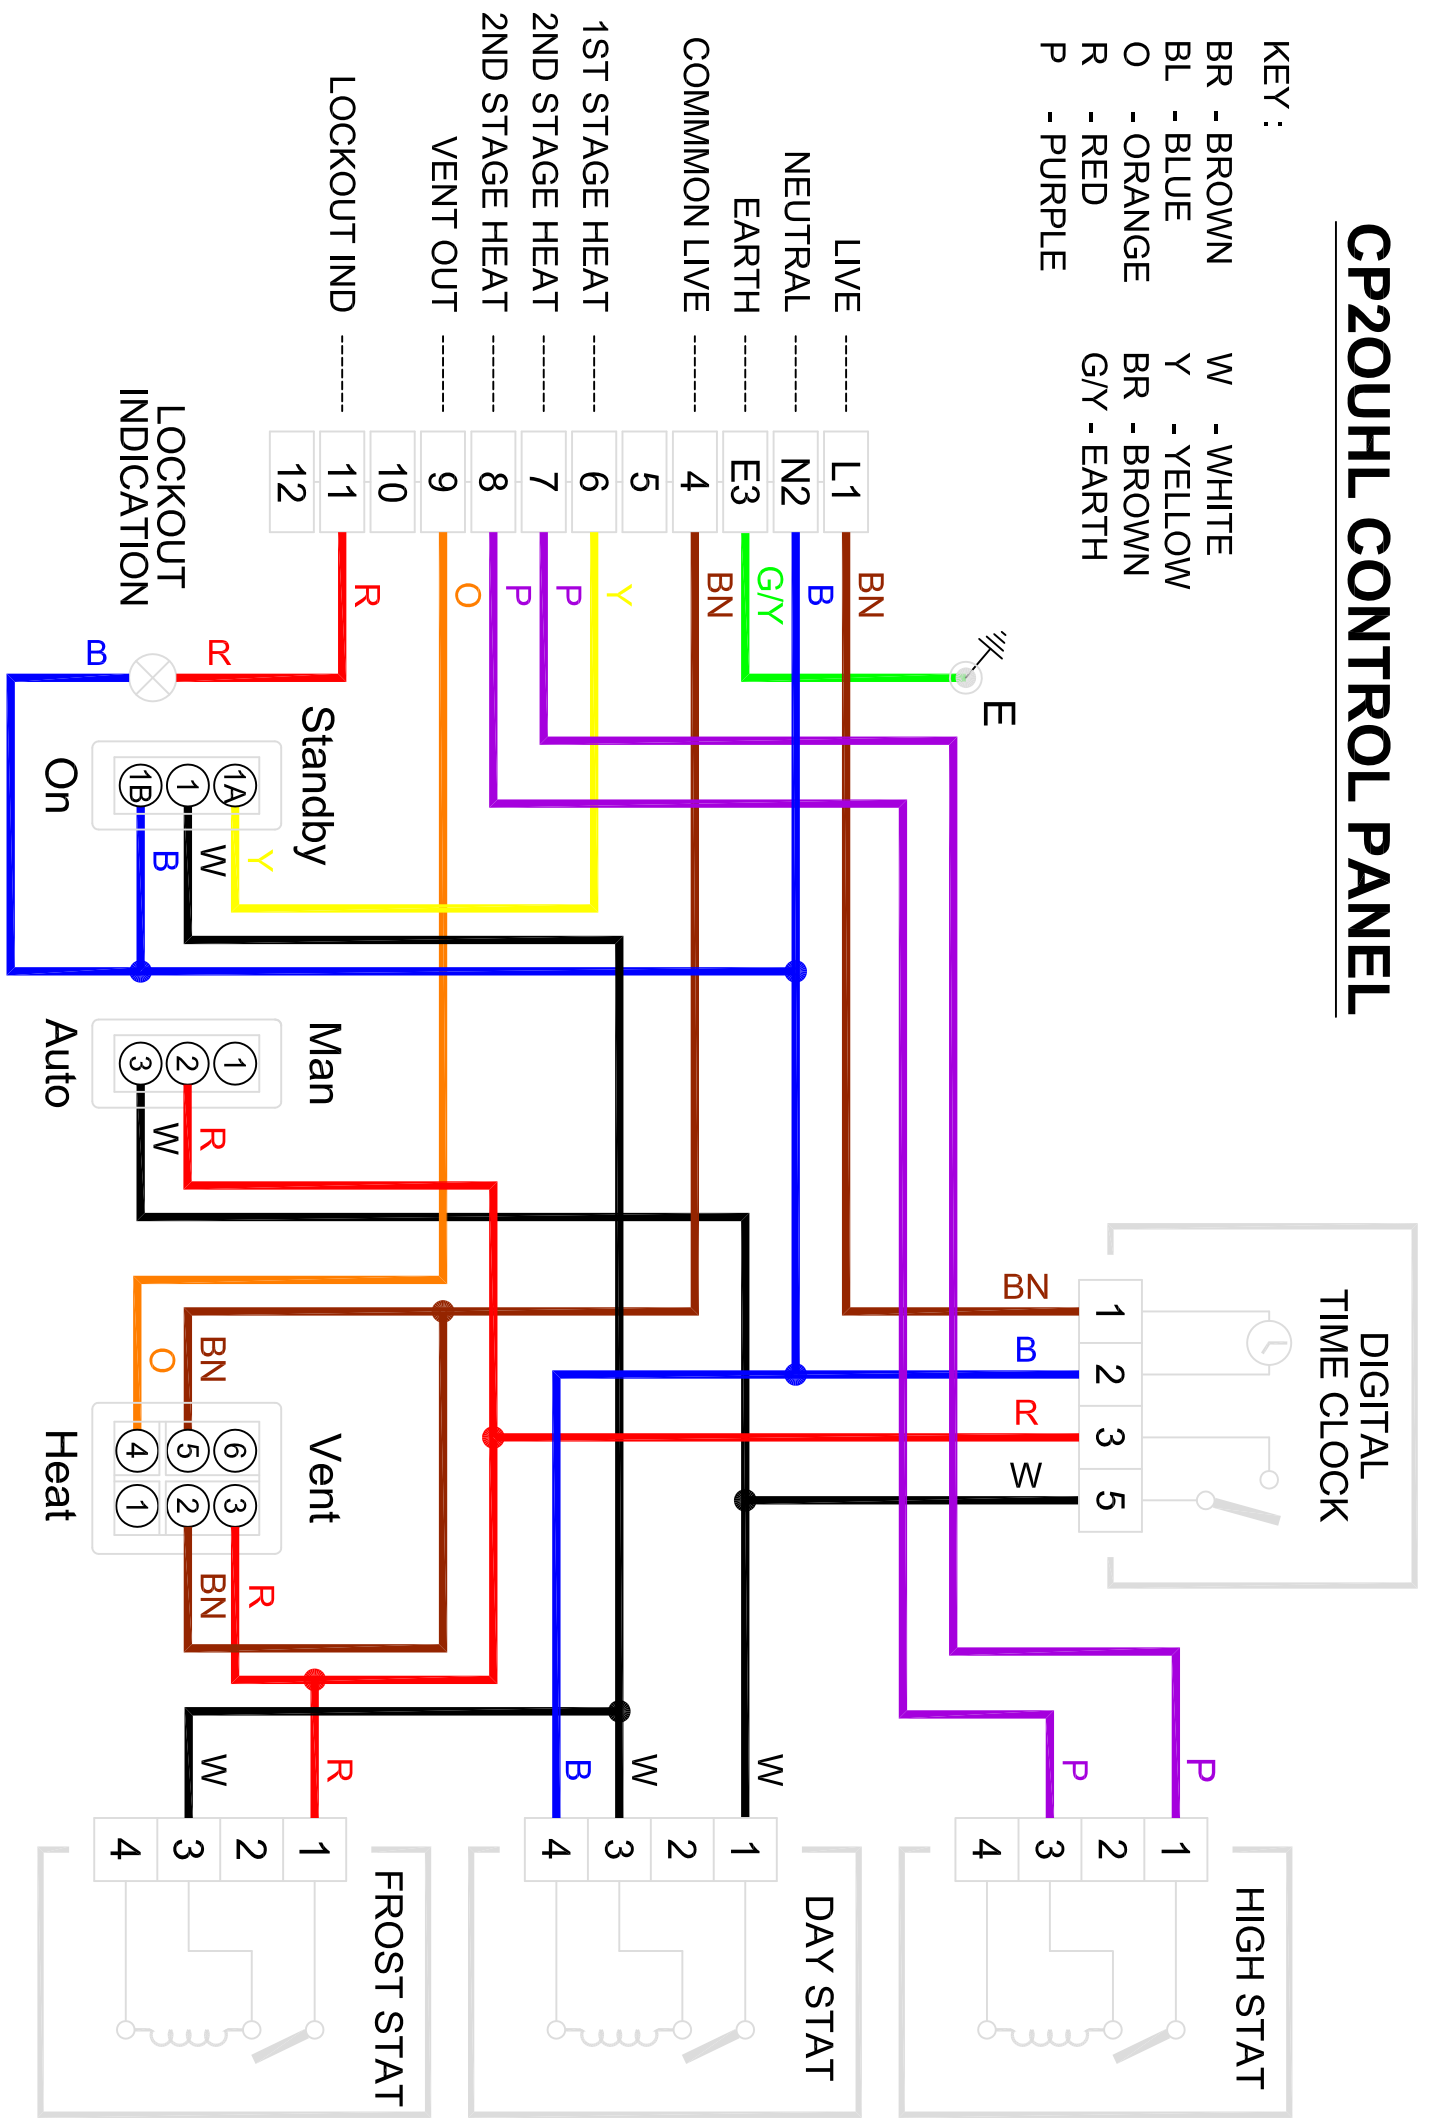 CP2OUHL CONTROL PANEL
KEY :
BR - BROWN
BL - BLUE
O - ORANGE
R - RED
P - PURPLE
W - WHITE
Y - YELLOW
BR - BROWN
G/Y - EARTH
LIVE
NEUTRAL
EARTH
COMMON LIVE
1ST STAGE HEAT
2ND STAGE HEAT
2ND STAGE HEAT
VENT OUT
LOCKOUT IND
L1
N2
E3
4
5
6
7
8
9
10
11
12
BN
B
G/Y
BN
Y
P
P
O
R
E
LOCKOUT
INDICATION
R
B
Standby
1A
1
1B
On
Y
W
B
Man
1
2
3
Auto
R
W
DIGITAL
TIME CLOCK
1
2
3
5
BN
B
R
W
BN
O
Vent
6
5
4
3
2
1
Heat
R
BN
P
P
W
W
B
R
W
HIGH STAT
1
2
3
4
DAY STAT
1
2
3
4
FROST STAT
1
2
3
4